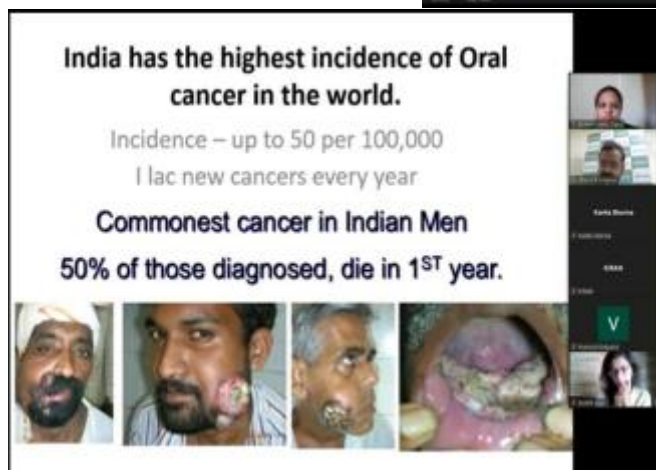 India has the highest incidence of Oral
cancer in the world.
Incidence – up to 50 per 100,000
I lac new cancers every year
Commonest cancer in Indian Men
50% of those diagnosed, die in 1ST year.
V